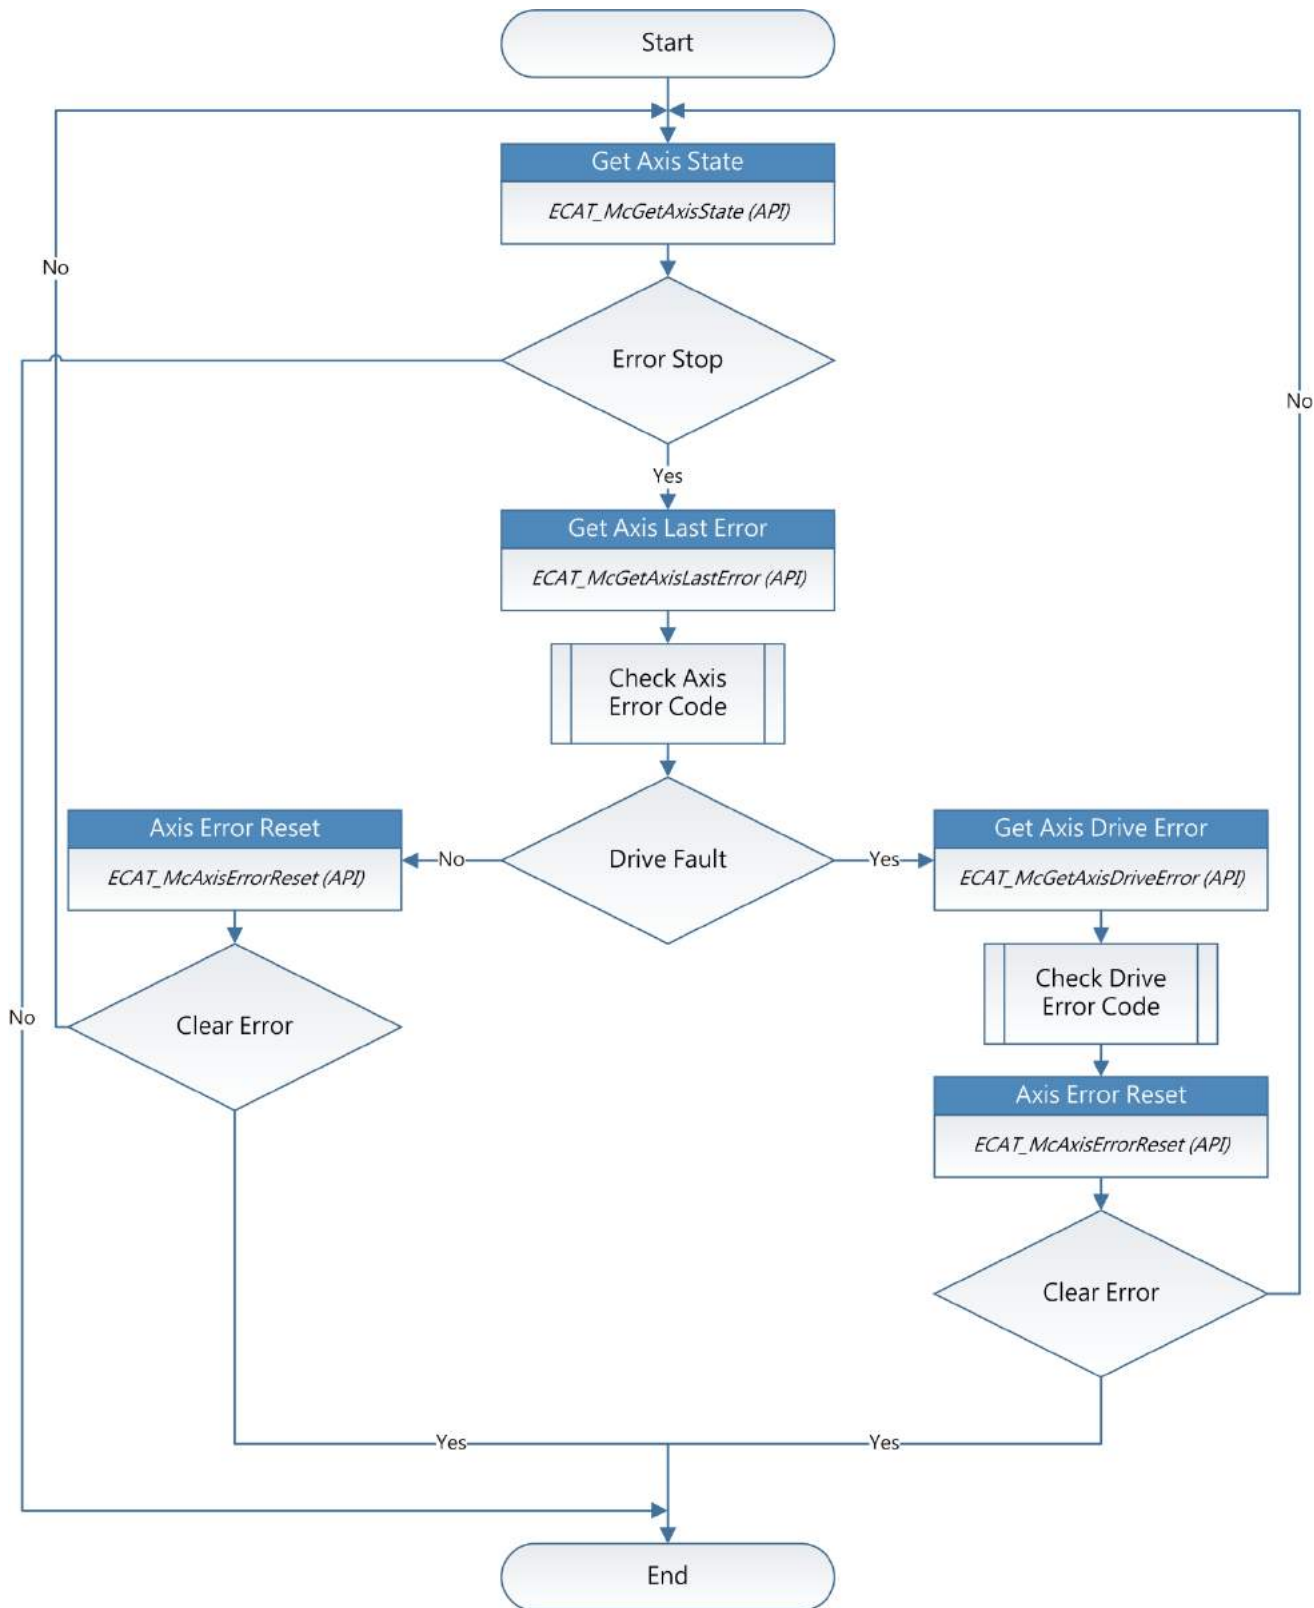 Start
Get Axis State
ECAT_McGetAxisState (API)
No
Error Stop
No
Yes
Get Axis Last Error
ECAT_McGetAxisLastError (API)
Check Axis
Error Code
Axis Error Reset
ECAT_McAxisErrorReset (API)
No
Drive Fault
Yes
Get Axis Drive Error
ECAT_McGetAxisDriveError (API)
Check Drive
Error Code
No
Clear Error
Axis Error Reset
ECAT_McAxisErrorReset (API)
Clear Error
Yes
Yes
End